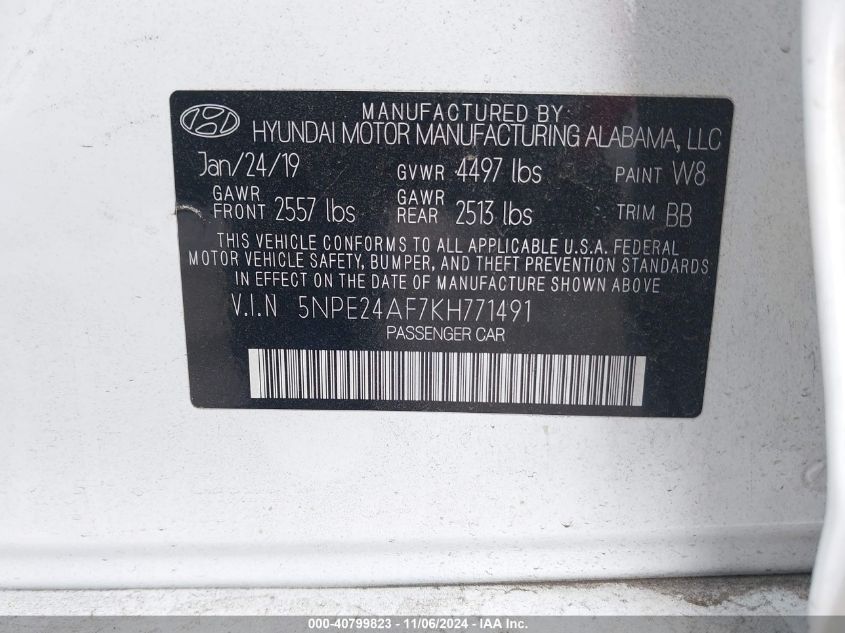 MANUFACTURED BY:
HYUNDAI MOTOR MANUFACTURING ALABAMA, LLC
Jan/24/19 GVWR 4497 lbs PAINT W8
GAWR FRONT 2557 lbs GAWR REAR 2513 lbs TRIM BB
THIS VEHICLE CONFORMS TO ALL APPLICABLE U.S.A. FEDERAL
MOTOR VEHICLE SAFETY, BUMPER, AND THEFT PREVENTION STANDARDS
IN EFFECT ON THE DATE OF MANUFACTURE SHOWN ABOVE
V.I.N 5NPE24AF7KH771491
PASSENGER CAR
000-40799823 - 11/06/2024 - IAA Inc.